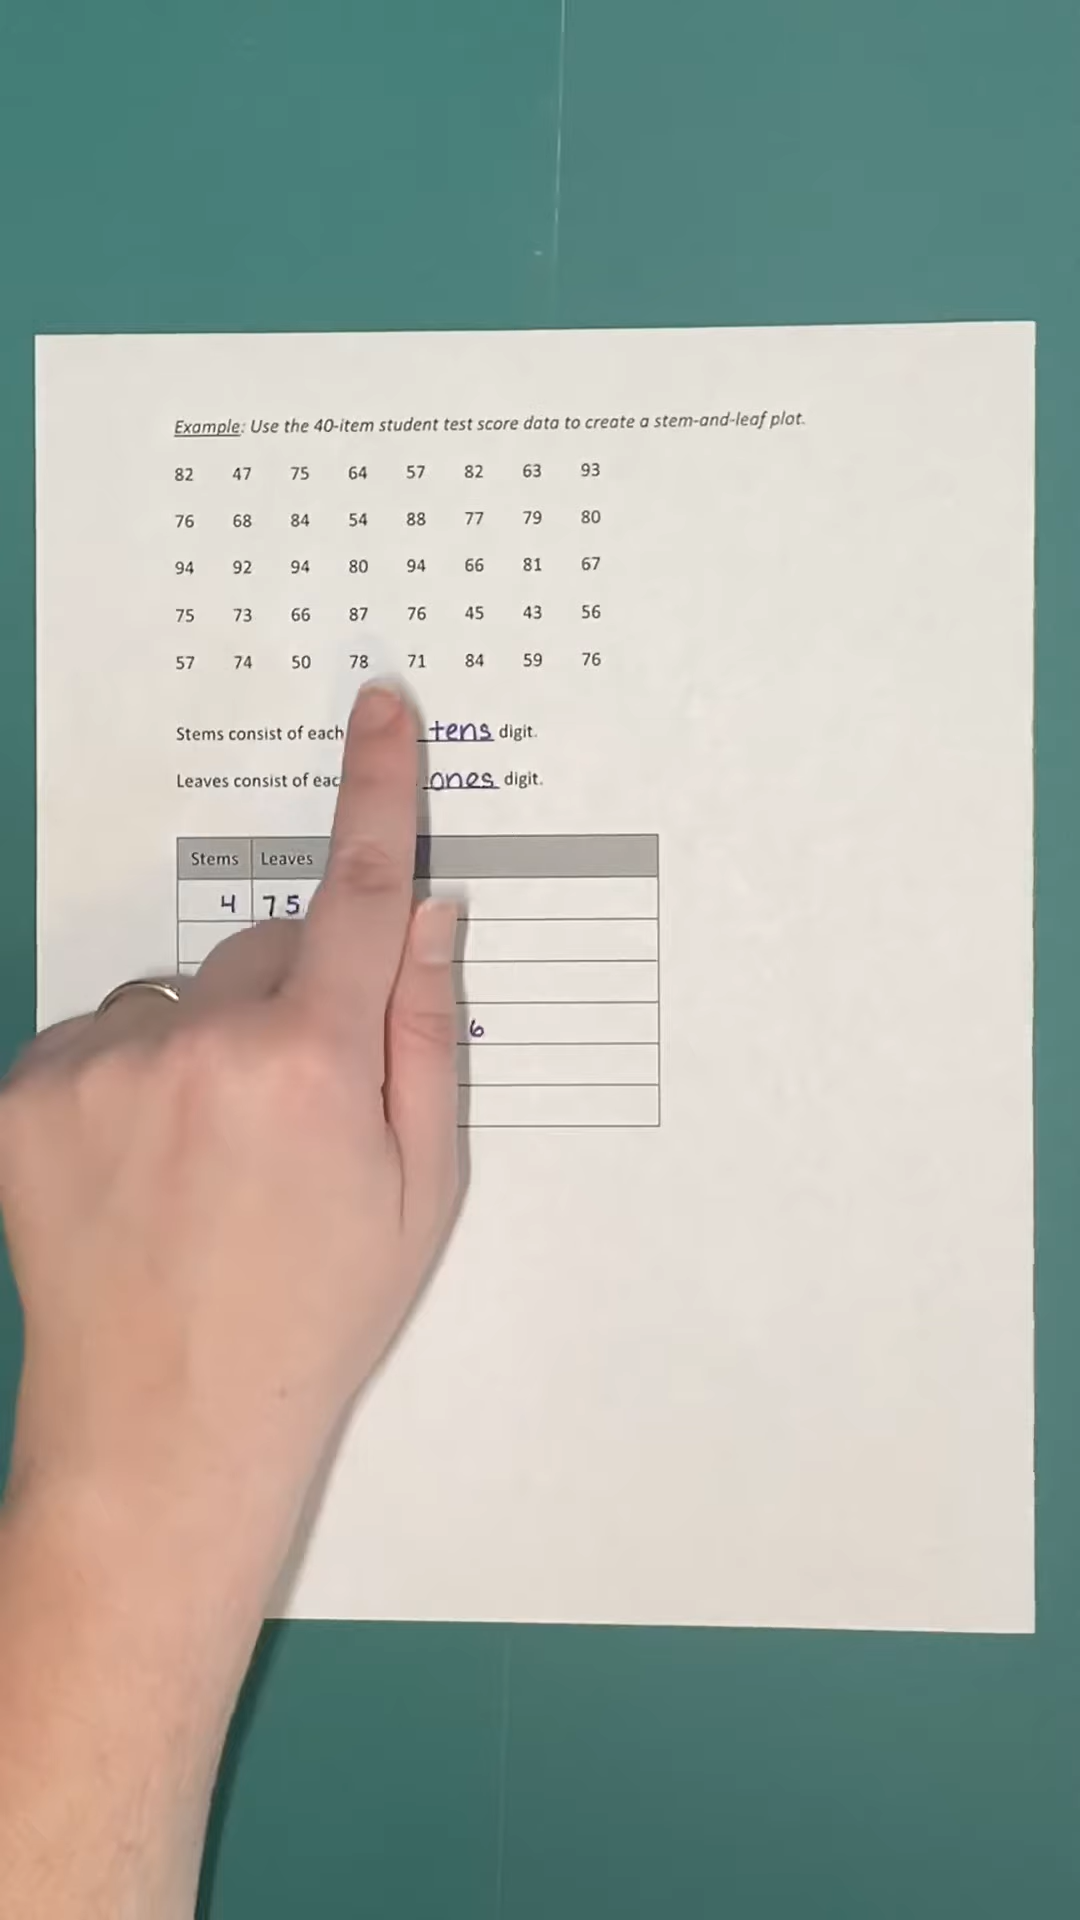 Example: Use the 40-item student test score data to create a stem-and-leaf plot.
82 47 75 64 57 82 63 93
76 68 84 54 88 77 79 80
94 92 94 80 94 66 81 67
75 73 66 87 76 45 43 56
57 74 50 78 71 84 59 76
Stems consist of each tens digit.
Leaves consist of ones digit.
Stems Leaves
4 7 5
6